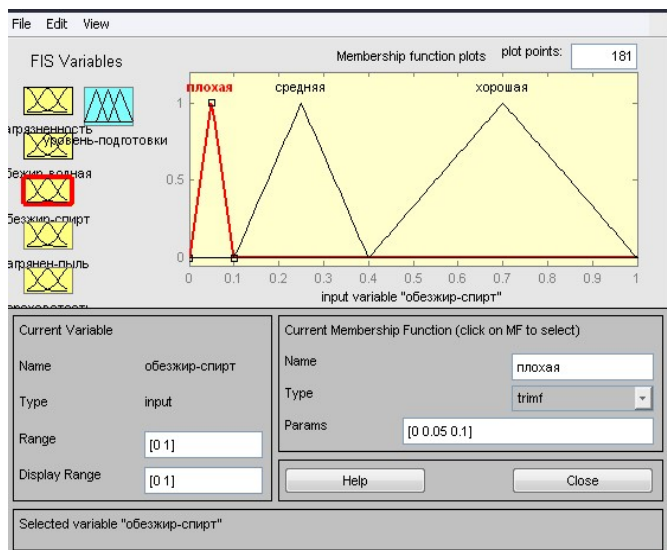 File Edit View
FIS Variables
Membership function plots plot points: 181
плохая средняя хорошая
1
0.5
0
0 0.1 0.2 0.3 0.4 0.5 0.6 0.7 0.8 0.9 1
input variable "обезжир-спирт"
уровень-подготовки
Current Variable
Name обезжир-спирт
Type input
Range [0 1]
Display Range [0 1]
Current Membership Function (click on MF to select)
Name плохая
Type trimf
Params [0 0.05 0.1]
Help Close
Selected variable "обезжир-спирт"